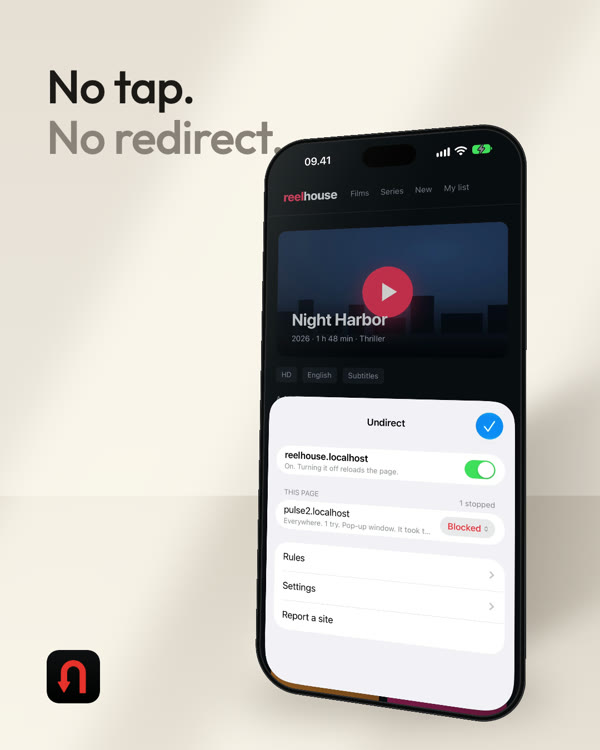 No tap.
No redirect.
09.41
reelhouse Films Series New My list
Night Harbor
2026 · 1 h 48 min · Thriller
HD English Subtitles
Undirect
reelhouse.localhost
On. Turning it off reloads the page.
THIS PAGE 1 stopped
pulse2.localhost
Everywhere. 1 try. Pop-up window. It took t...
Blocked
Rules
Settings
Report a site